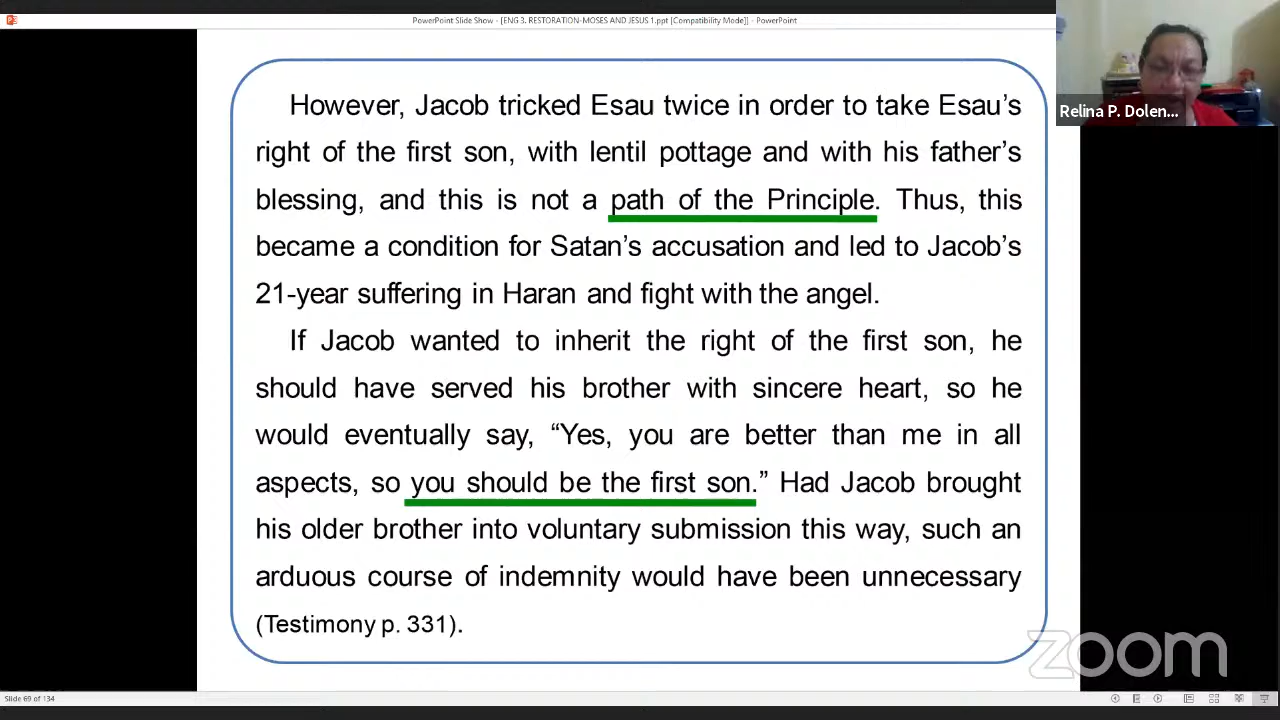 PowerPoint Slide Show - [ENG 3. RESTORATION-MOSES AND JESUS 1.ppt [Compatibility Mode]] - PowerPoint
Relina P. Dolen...
However, Jacob tricked Esau twice in order to take Esau’s
right of the first son, with lentil pottage and with his father’s
blessing, and this is not a path of the Principle. Thus, this
became a condition for Satan’s accusation and led to Jacob’s
21-year suffering in Haran and fight with the angel.
If Jacob wanted to inherit the right of the first son, he
should have served his brother with sincere heart, so he
would eventually say, “Yes, you are better than me in all
aspects, so you should be the first son.” Had Jacob brought
his older brother into voluntary submission this way, such an
arduous course of indemnity would have been unnecessary
(Testimony p. 331).
zoom
Slide 69 of 134